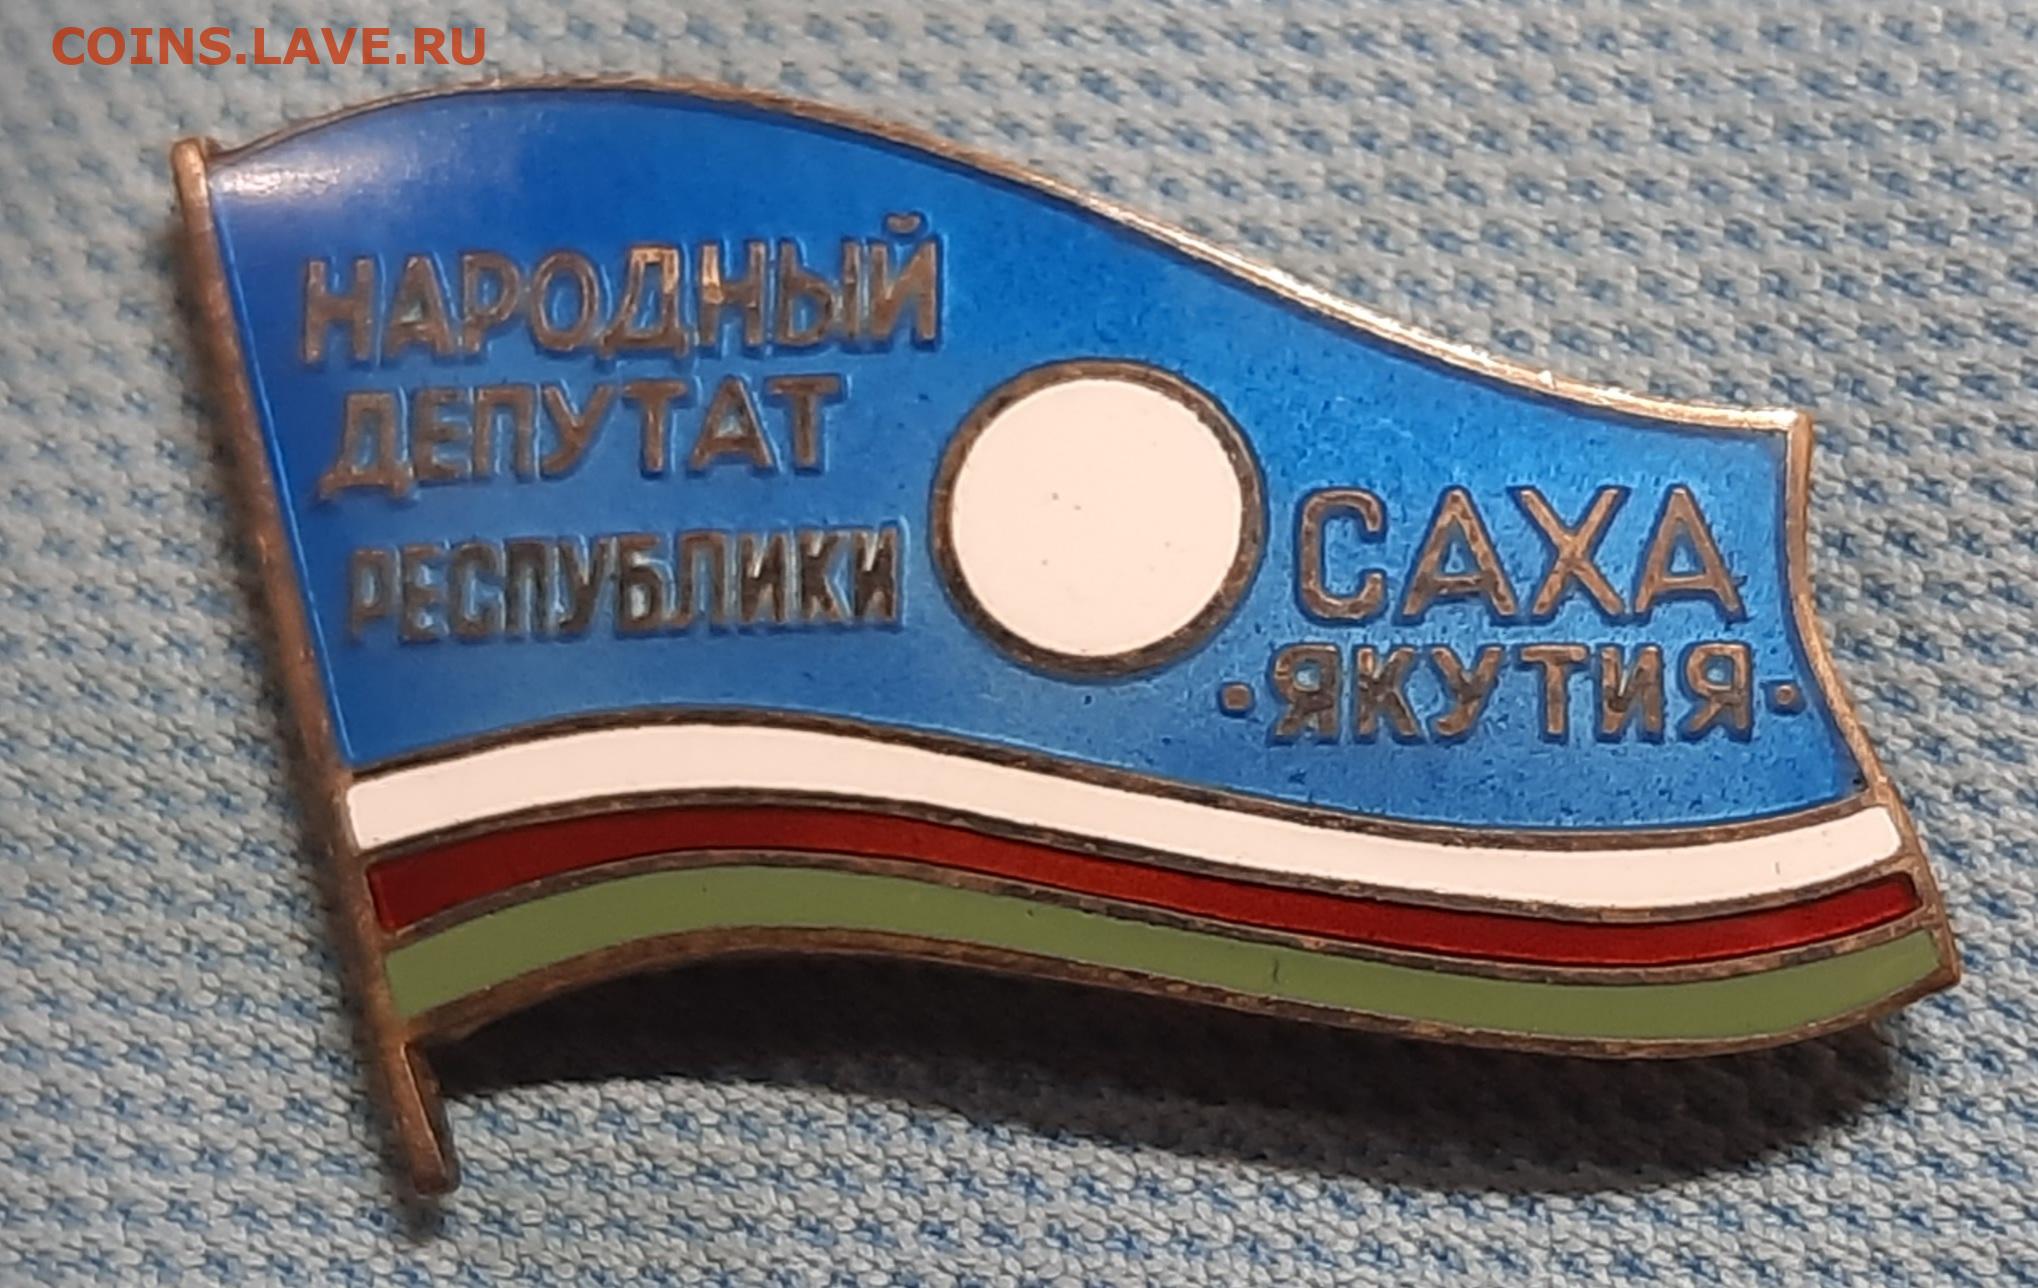 COINS.LAVE.RU
НАРОДНЫЙ
ДЕПУТАТ
РЕСПУБЛИКИ
САХА
·ЯКУТИЯ·